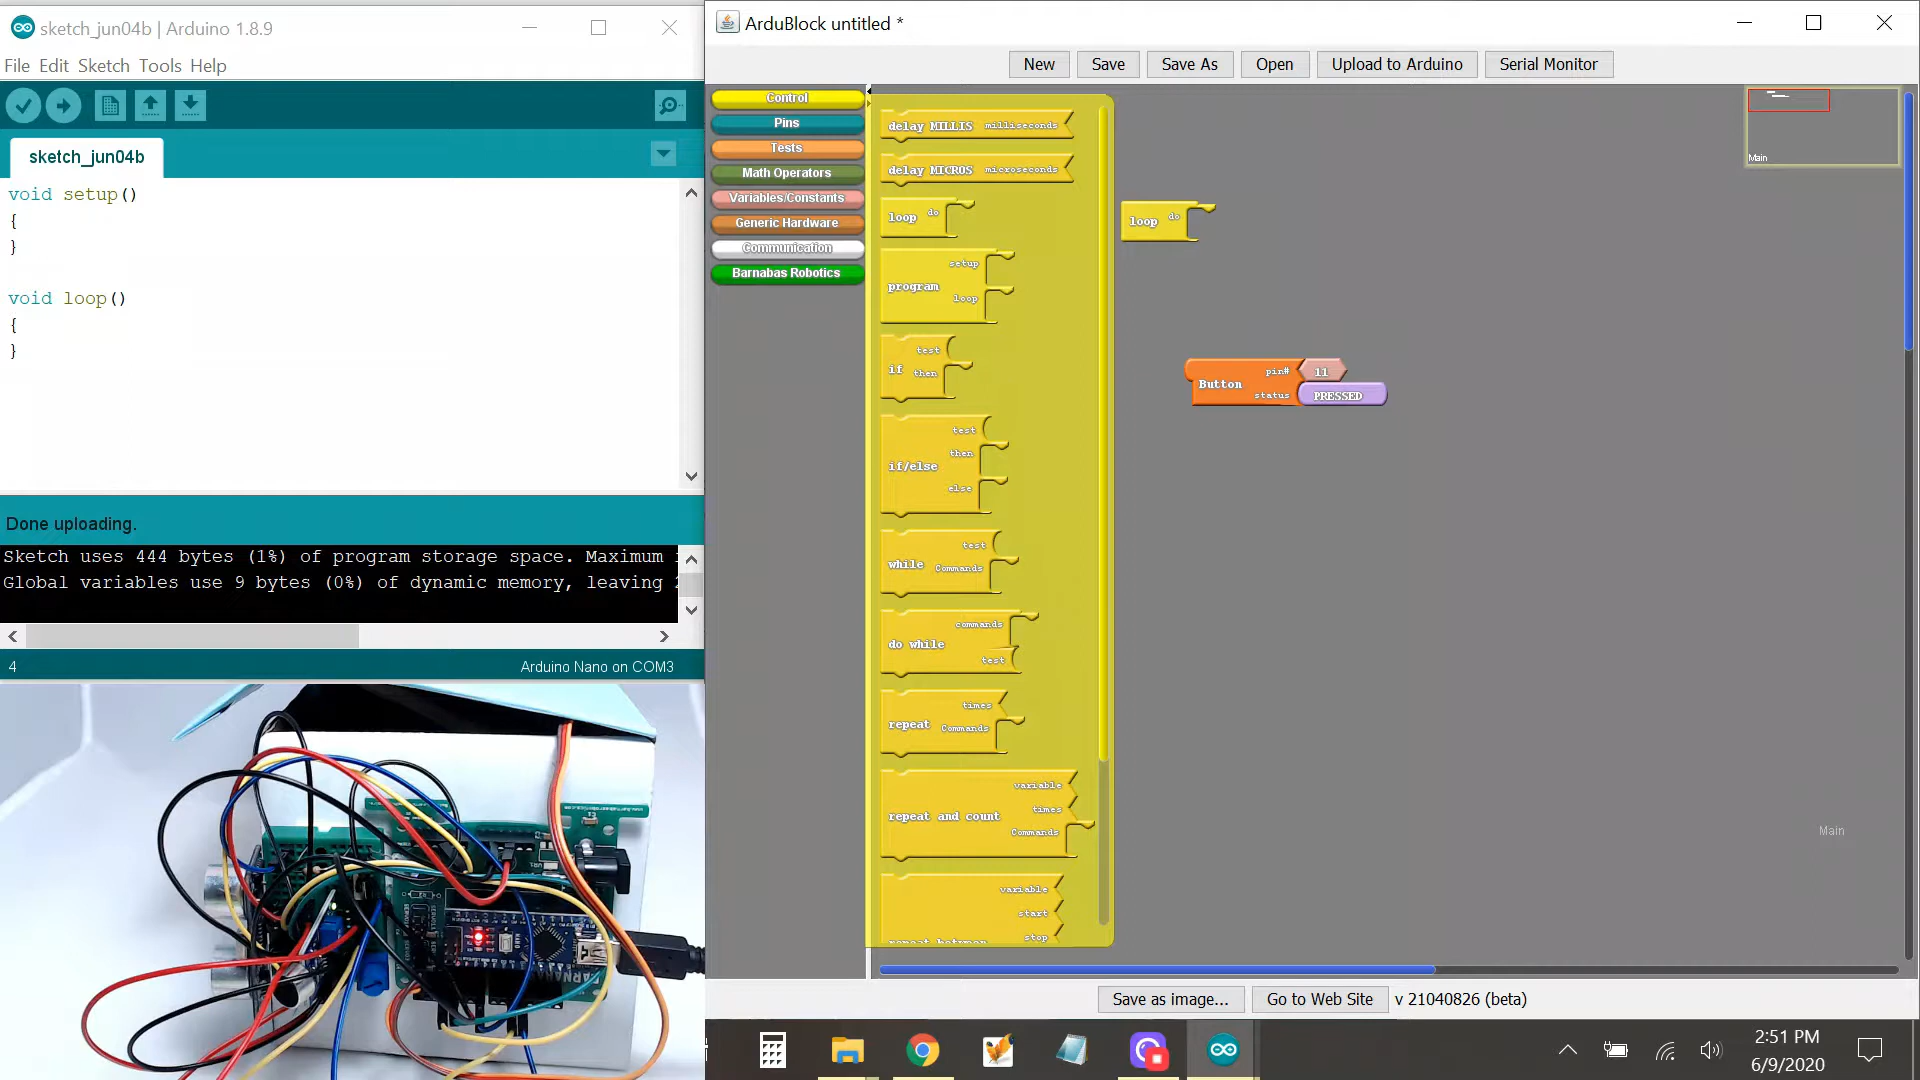 sketch_jun04b | Arduino 1.8.9
File Edit Sketch Tools Help
sketch_jun04b
void setup()
{
}
void loop()
{
}
Done uploading.
Sketch uses 444 bytes (1%) of program storage space. Maximum
Global variables use 9 bytes (0%) of dynamic memory, leaving
4
Arduino Nano on COM3
ArduBlock untitled *
New
Save
Save As
Open
Upload to Arduino
Serial Monitor
Control
Pins
Tests
Math Operators
Variables/Constants
Generic Hardware
Communication
Barnabas Robotics
delay MILLIS milliseconds
delay MICROS microseconds
loop do
program setup loop
if test then
if/else test then else
while test Commands
do while commands test
repeat times Commands
repeat and count variable times Commands
repeat between variable start stop
loop do
Button pin# 11
status PRESSED
Main
Main
Save as image...
Go to Web Site
v 21040826 (beta)
2:51 PM
6/9/2020